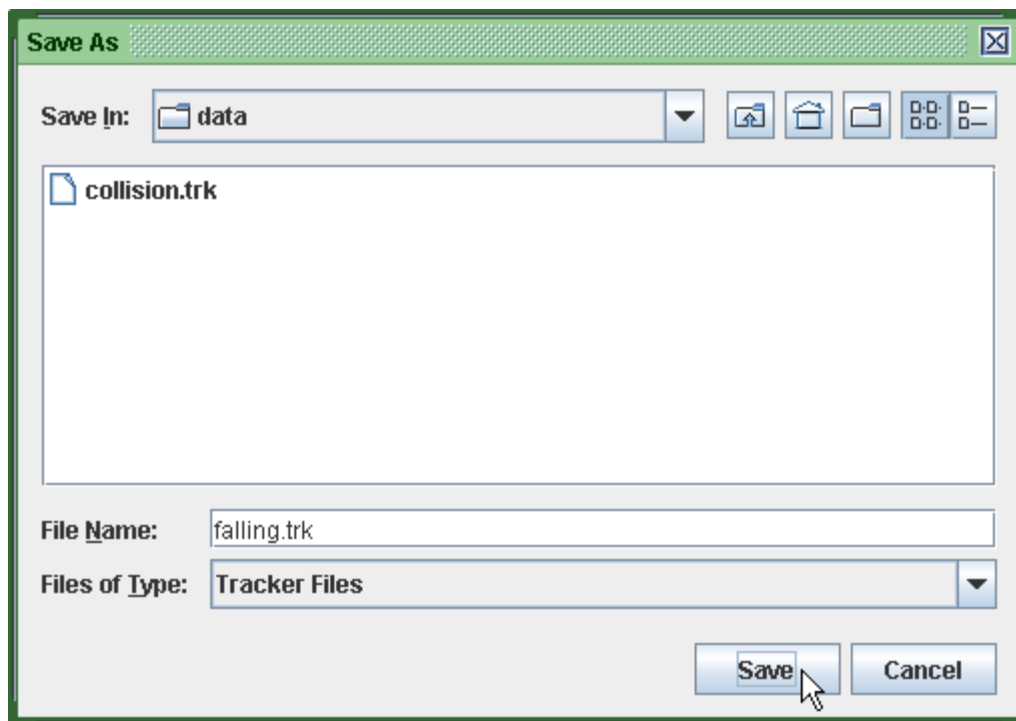 Save As
Save In: data
collision.trk
File Name: falling.trk
Files of Type: Tracker Files
Save Cancel